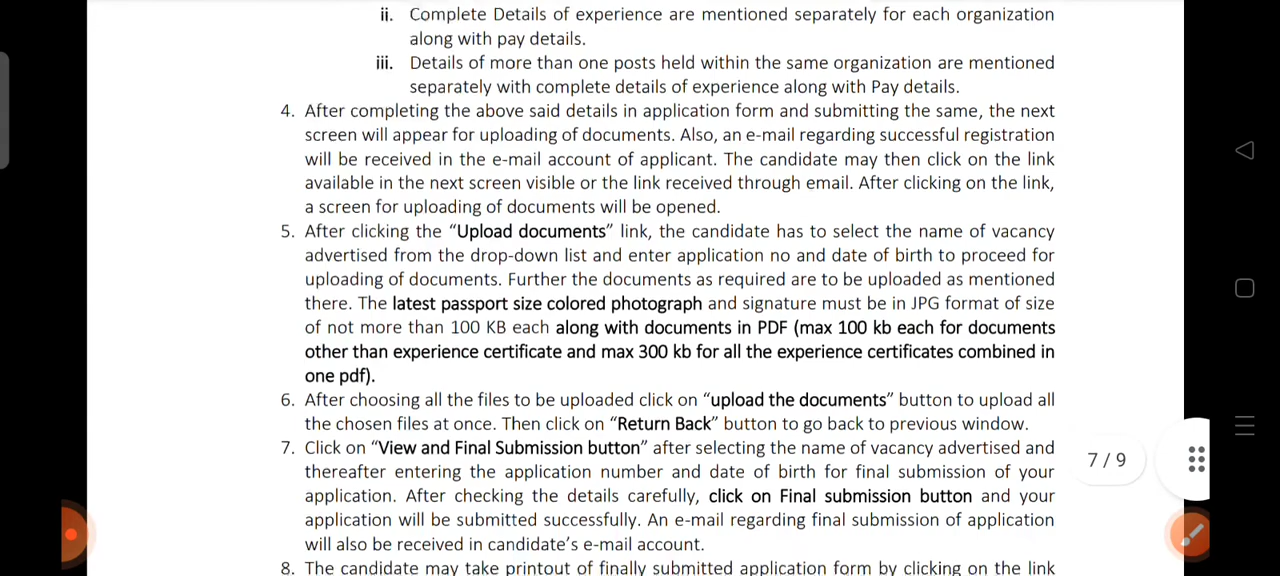 ii. Complete Details of experience are mentioned separately for each organization
along with pay details.
iii. Details of more than one posts held within the same organization are mentioned
separately with complete details of experience along with Pay details.
4. After completing the above said details in application form and submitting the same, the next
screen will appear for uploading of documents. Also, an e-mail regarding successful registration
will be received in the e-mail account of applicant. The candidate may then click on the link
available in the next screen visible or the link received through email. After clicking on the link,
a screen for uploading of documents will be opened.
5. After clicking the “Upload documents” link, the candidate has to select the name of vacancy
advertised from the drop-down list and enter application no and date of birth to proceed for
uploading of documents. Further the documents as required are to be uploaded as mentioned
there. The latest passport size colored photograph and signature must be in JPG format of size
of not more than 100 KB each along with documents in PDF (max 100 kb each for documents
other than experience certificate and max 300 kb for all the experience certificates combined in
one pdf).
6. After choosing all the files to be uploaded click on “upload the documents” button to upload all
the chosen files at once. Then click on “Return Back” button to go back to previous window.
7. Click on “View and Final Submission button” after selecting the name of vacancy advertised and
thereafter entering the application number and date of birth for final submission of your
7 / 9
application. After checking the details carefully, click on Final submission button and your
application will be submitted successfully. An e-mail regarding final submission of application
will also be received in candidate’s e-mail account.
8. The candidate may take printout of finally submitted application form by clicking on the link